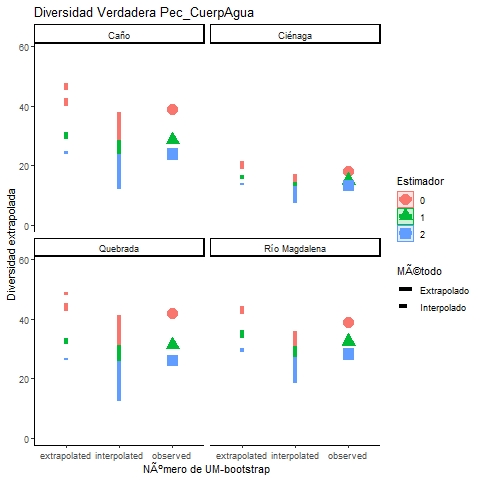 Diversidad Verdadera Pec_CuerpAgua
Caño
Ciénaga
60
40
20
0
Quebrada
Río Magdalena
60
40
20
0
Diversidad extrapolada
extrapolated
interpolated
observed
extrapolated
interpolated
observed
NÃºmero de UM-bootstrap
Estimador
0
1
2
MÃ©todo
Extrapolado
Interpolado